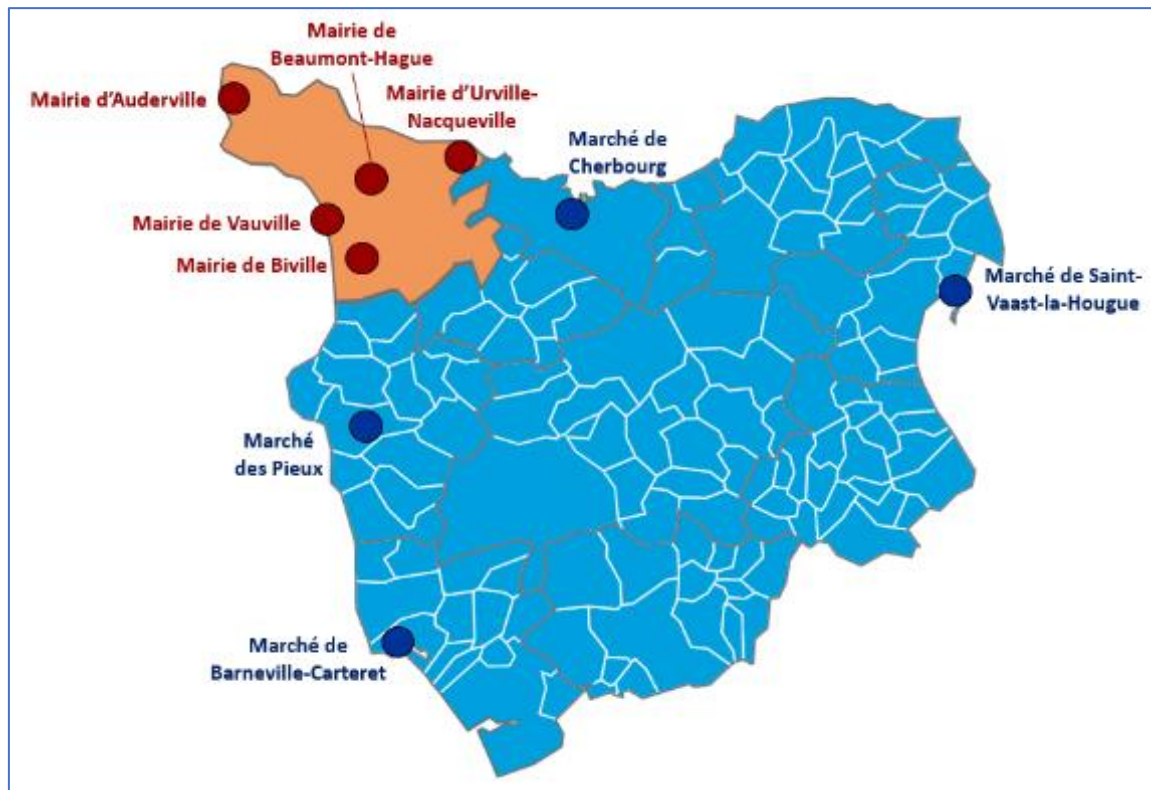 Mairie de
Beaumont-Hague
Mairie d'Auderville
Mairie d'Urville-
Nacqueville
Marché de
Cherbourg
Mairie de Vauville
Mairie de Biville
Marché de Saint-
Vaast-la-Hougue
Marché
des Pieux
Marché de
Barneville-Carteret